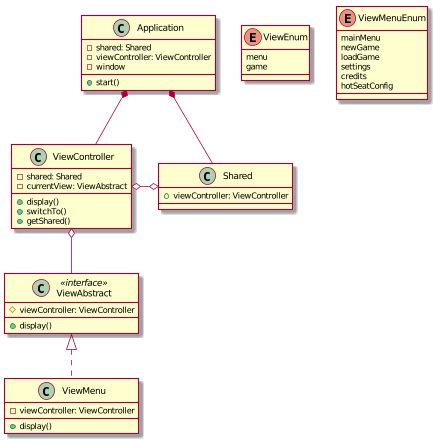 C Application
shared: Shared
viewController: ViewController
window
start()
E ViewEnum
menu
game
E ViewMenuEnum
mainMenu
newGame
loadGame
settings
credits
hotSeatConfig
C ViewController
shared: Shared
currentView: ViewAbstract
display()
switchTo()
getShared()
C Shared
viewController: ViewController
C «interface»
ViewAbstract
viewController: ViewController
display()
C ViewMenu
viewController: ViewController
display()